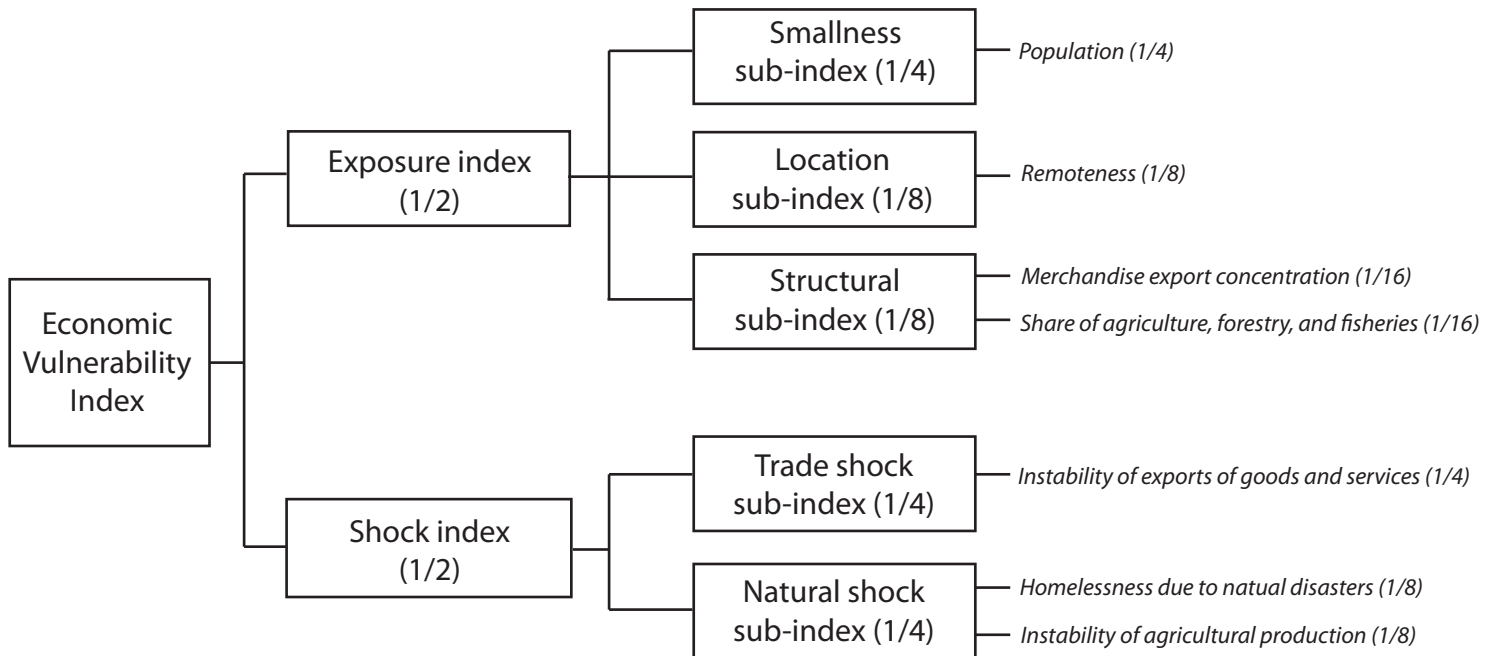 Economic
Vulnerability
Index
Exposure index
(1/2)
Smallness
sub-index (1/4)
Population (1/4)
Location
sub-index (1/8)
Remoteness (1/8)
Structural
sub-index (1/8)
Merchandise export concentration (1/16)
Share of agriculture, forestry, and fisheries (1/16)
Shock index
(1/2)
Trade shock
sub-index (1/4)
Instability of exports of goods and services (1/4)
Natural shock
sub-index (1/4)
Homelessness due to natual disasters (1/8)
Instability of agricultural production (1/8)